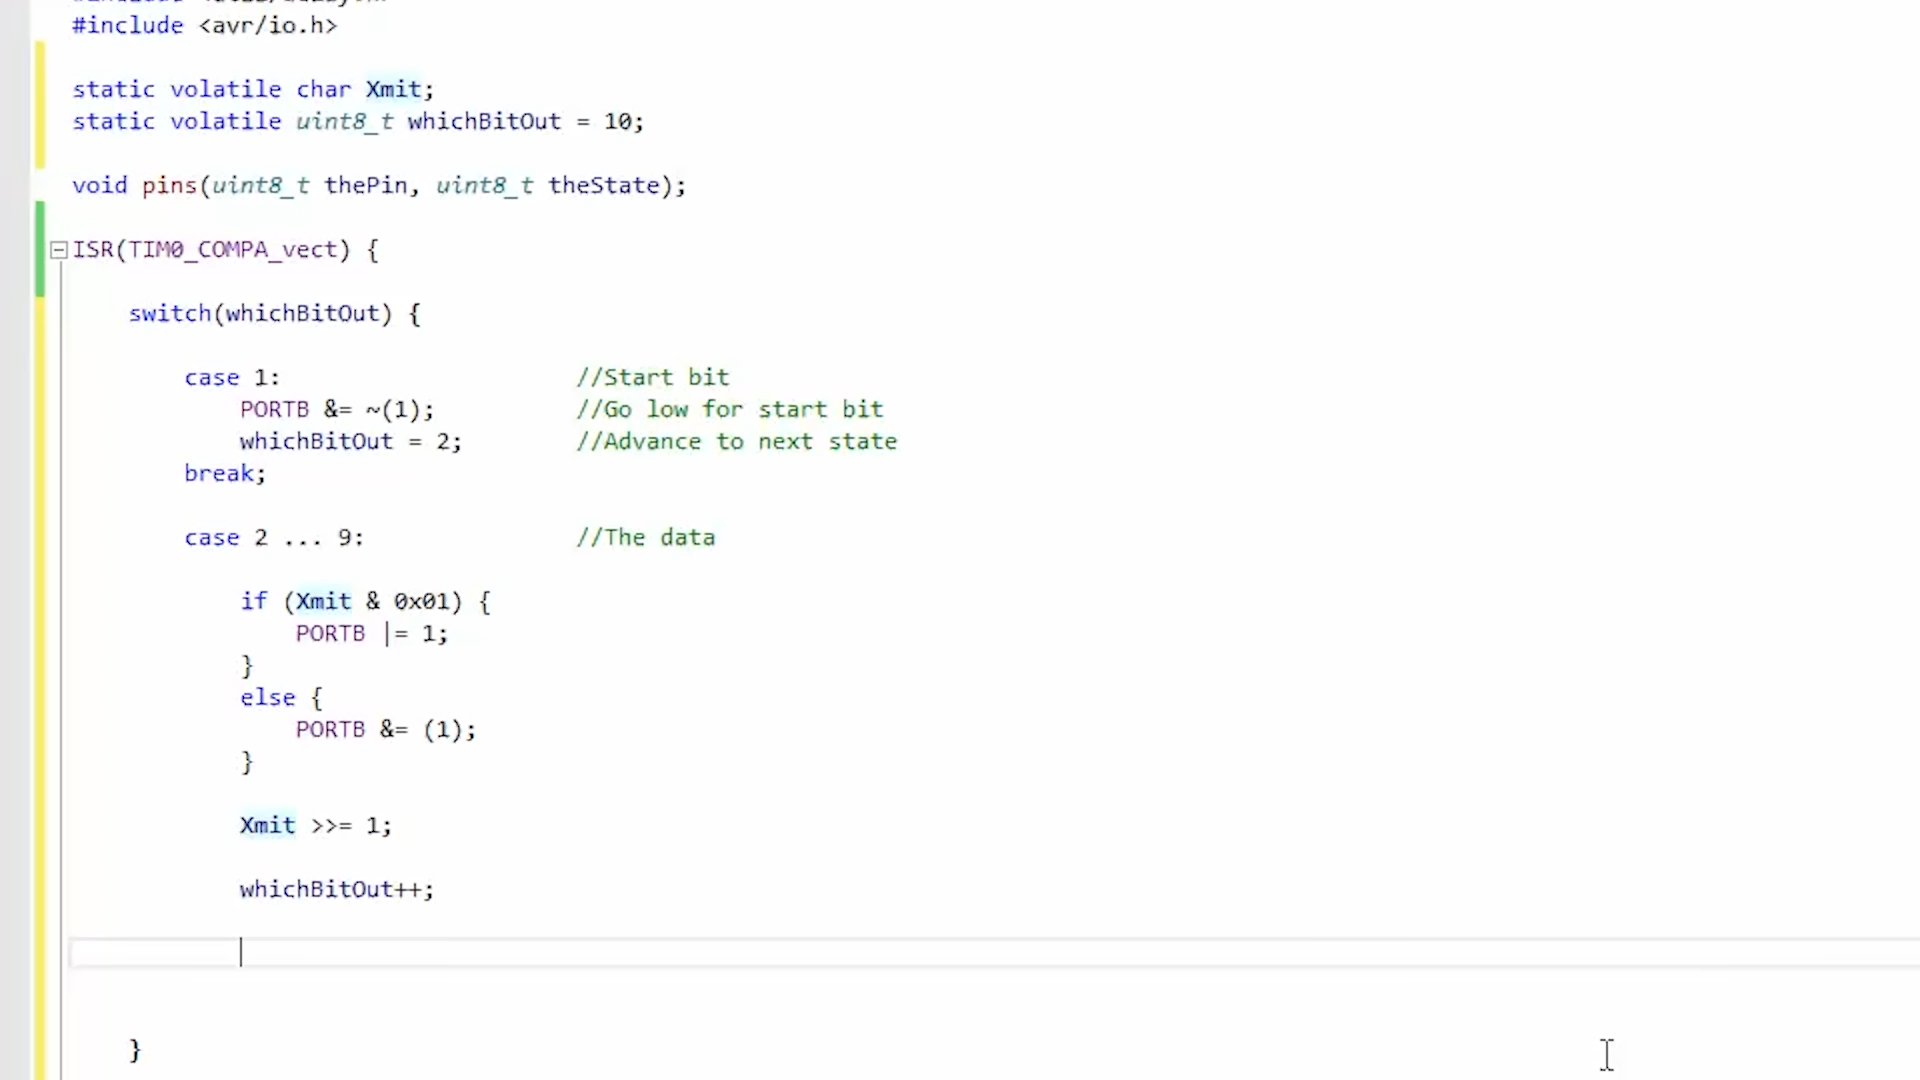 #include <avr/io.h>
static volatile char Xmit;
static volatile uint8_t whichBitOut = 10;
void pins(uint8_t thePin, uint8_t theState);
ISR(TIM0_COMPA_vect) {
switch(whichBitOut) {
case 1: //Start bit
PORTB &= ~(1); //Go low for start bit
whichBitOut = 2; //Advance to next state
break;
case 2 ... 9: //The data
if (Xmit & 0x01) {
PORTB |= 1;
}
else {
PORTB &= (1);
}
Xmit >>= 1;
whichBitOut++;
}